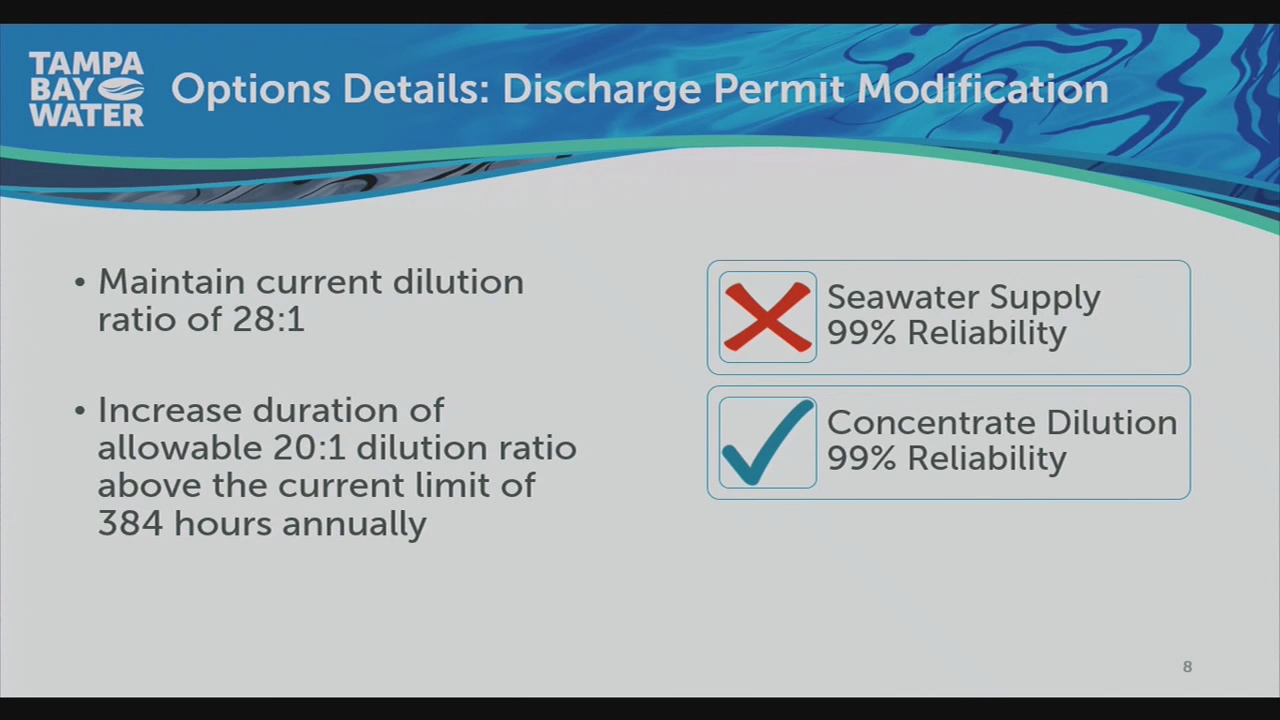 TAMPA
BAY
WATER
Options Details: Discharge Permit Modification
• Maintain current dilution
ratio of 28:1
• Increase duration of
allowable 20:1 dilution ratio
above the current limit of
384 hours annually
Seawater Supply
99% Reliability
Concentrate Dilution
99% Reliability
8